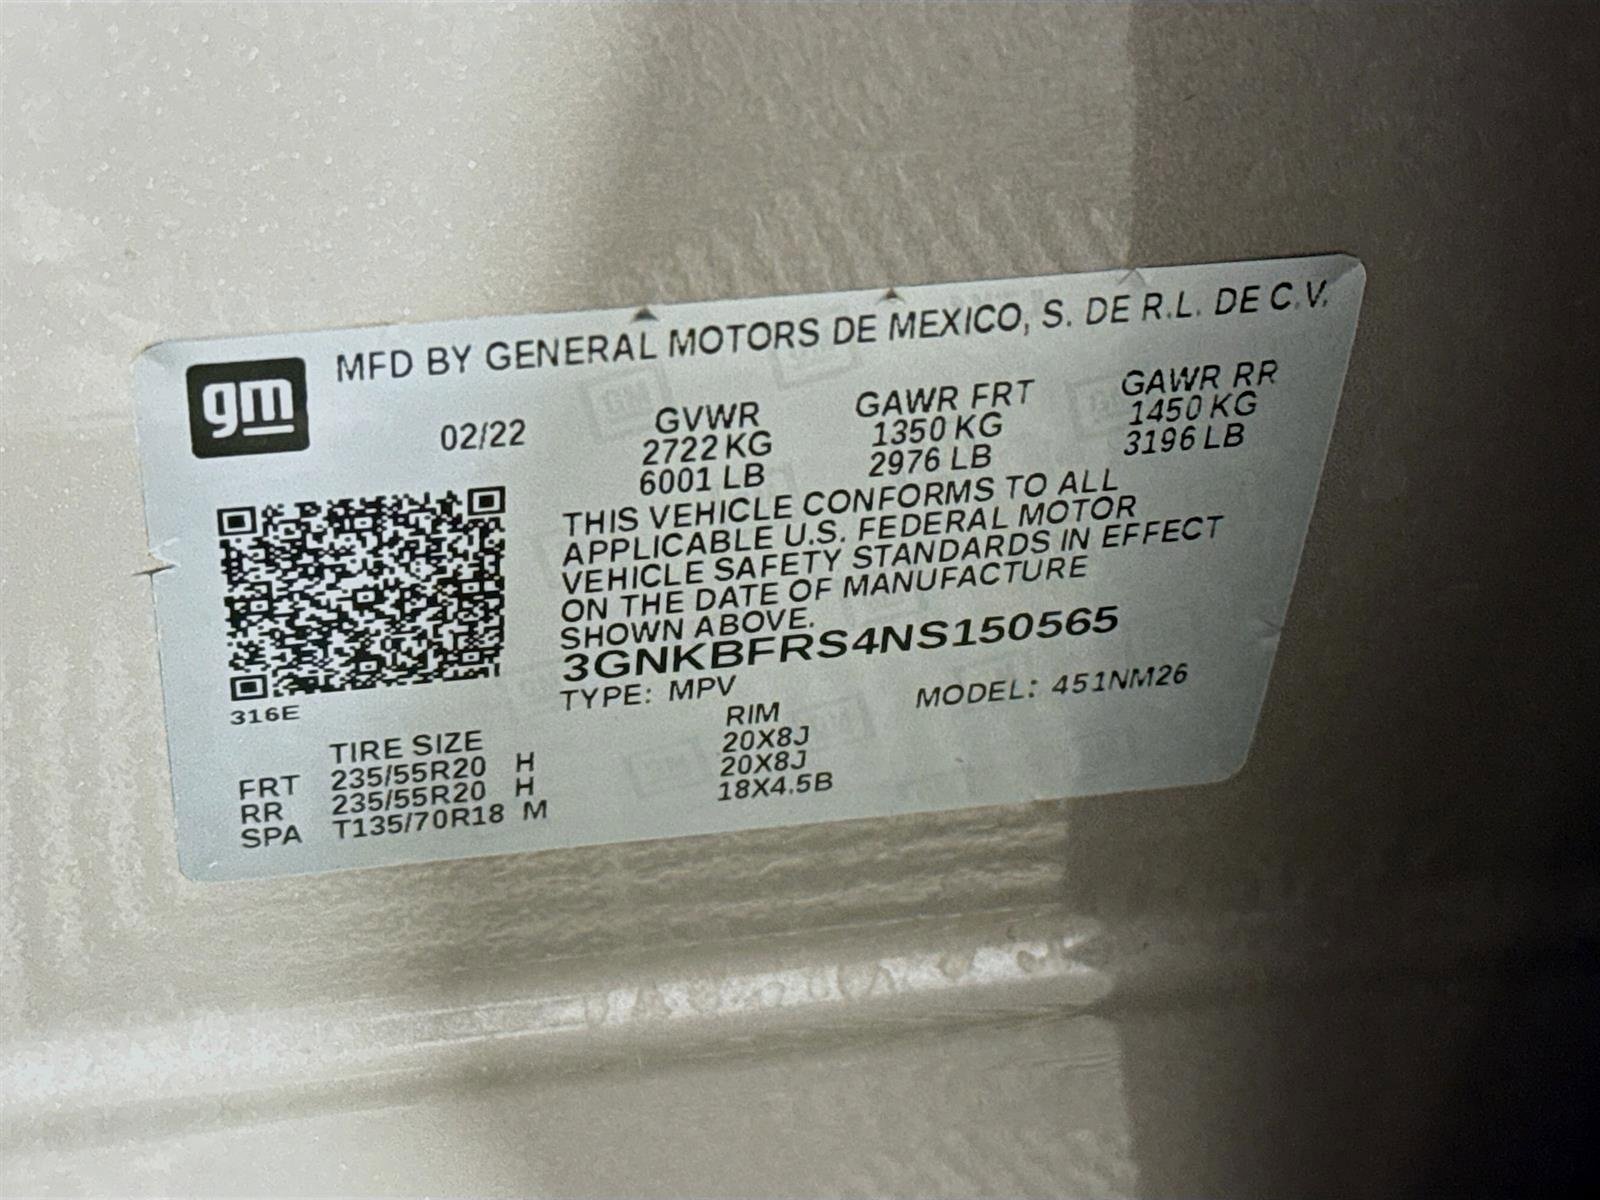 MFD BY GENERAL MOTORS DE MEXICO, S. DE R.L. DE C.V.
gm
02/22
GVWR
2722 KG
6001 LB
GAWR FRT
1350 KG
2976 LB
GAWR RR
1450 KG
3196 LB
THIS VEHICLE CONFORMS TO ALL
APPLICABLE U.S. FEDERAL MOTOR
VEHICLE SAFETY STANDARDS IN EFFECT
ON THE DATE OF MANUFACTURE
SHOWN ABOVE.
3GNKBFRS4NS150565
TYPE: MPV MODEL: 451NM26
316E
TIRE SIZE RIM
FRT 235/55R20 H 20X8J
RR 235/55R20 H 20X8J
SPA T135/70R18 M 18X4.5B